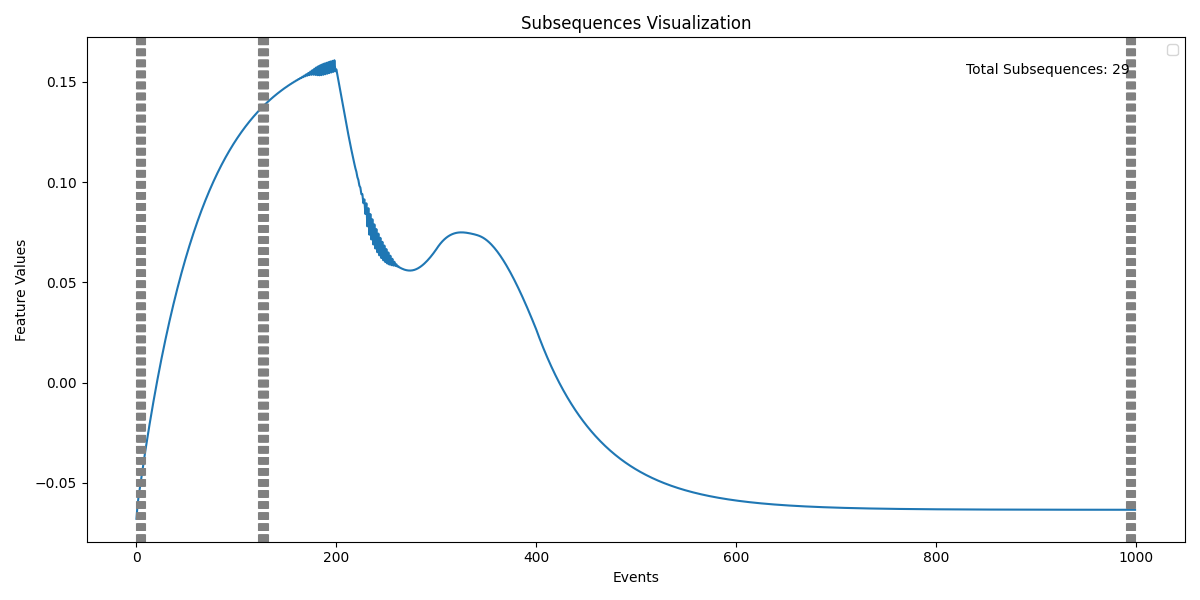 Subsequences Visualization
Total Subsequences: 29
Feature Values
0.15
0.10
0.05
0.00
−0.05
0
200
400
600
800
1000
Events